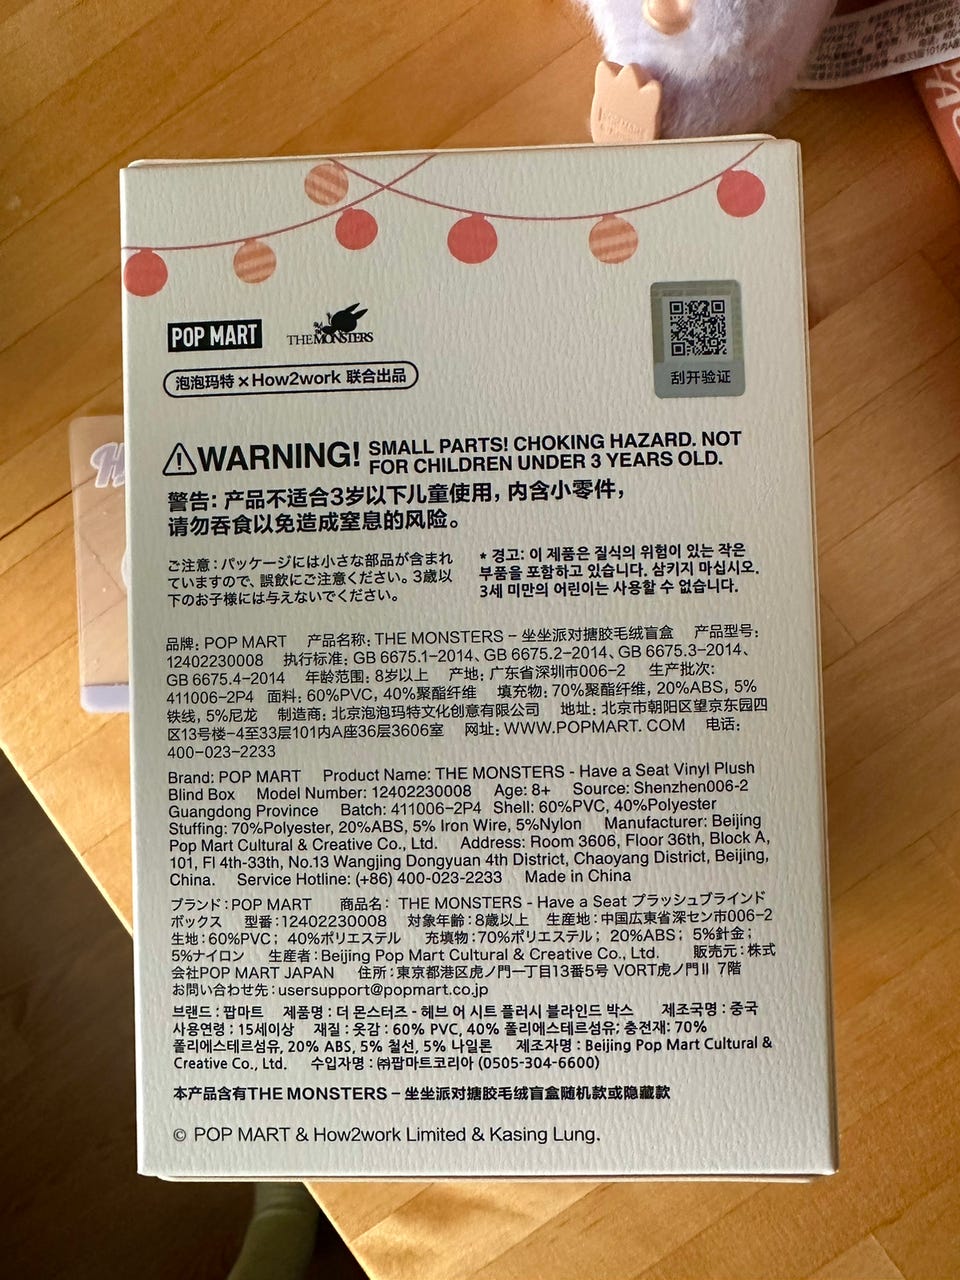 POP MART
THE MONSTERS
泡泡玛特 × How2work 联合出品
刮开验证
WARNING! SMALL PARTS! CHOKING HAZARD. NOT
FOR CHILDREN UNDER 3 YEARS OLD.
警告: 产品不适合3岁以下儿童使用，内含小零件，
请勿吞食以免造成窒息的风险。
ご注意：パッケージには小さな部品が含まれ
ていますので、誤飲にご注意ください。3歳以
下のお子様には与えないでください。
* 경고: 이 제품은 질식의 위험이 있는 작은
부품을 포함하고 있습니다. 삼키지 마십시오.
3세 미만의 어린이는 사용할 수 없습니다.
品牌: POP MART 产品名称: THE MONSTERS – 坐坐派对搪胶毛绒盲盒 产品型号:
12402230008 执行标准: GB 6675.1-2014、GB 6675.2-2014、GB 6675.3-2014、
GB 6675.4-2014 年龄范围: 8岁以上 产地: 广东省深圳市006-2 生产批次:
411006-2P4 面料: 60%PVC, 40%聚酯纤维 填充物: 70%聚酯纤维, 20%ABS, 5%
铁线, 5%尼龙 制造商: 北京泡泡玛特文化创意有限公司 地址: 北京市朝阳区望京东园四
区13号楼-4至33层101内A座36层3606室 网址: WWW.POPMART. COM 电话:
400-023-2233
Brand: POP MART Product Name: THE MONSTERS - Have a Seat Vinyl Plush
Blind Box Model Number: 12402230008 Age: 8+ Source: Shenzhen006-2
Guangdong Province Batch: 411006-2P4 Shell: 60%PVC, 40%Polyester
Stuffing: 70%Polyester, 20%ABS, 5% Iron Wire, 5%Nylon Manufacturer: Beijing
Pop Mart Cultural & Creative Co., Ltd. Address: Room 3606, Floor 36th, Block A,
101, Fl 4th-33th, No.13 Wangjing Dongyuan 4th District, Chaoyang District, Beijing,
China. Service Hotline: (+86) 400-023-2233 Made in China
ブランド：POP MART 商品名： THE MONSTERS - Have a Seat プラッシュブラインド
ボックス 型番：12402230008 対象年齢：8歳以上 生産地：中国広東省深セン市006-2
生地：60%PVC； 40%ポリエステル 充填物：70%ポリエステル； 20%ABS； 5%針金；
5%ナイロン 生産者：Beijing Pop Mart Cultural & Creative Co., Ltd. 販売元：株式
会社POP MART JAPAN 住所：東京都港区虎ノ門一丁目13番5号 VORT虎ノ門Ⅱ 7階
お問い合わせ先：usersupport@popmart.co.jp
브랜드 : 팝마트 제품명 : 더 몬스터즈 - 헤브 어 시트 플러시 블라인드 박스 제조국명 : 중국
사용연령 : 15세이상 재질 : 옷감 : 60% PVC, 40% 폴리에스테르섬유; 충전재: 70%
폴리에스테르섬유, 20% ABS, 5% 철선, 5% 나일론 제조자명 : Beijing Pop Mart Cultural &
Creative Co., Ltd. 수입자명 : ㈜팝마트코리아 (0505-304-6600)
本产品含有THE MONSTERS – 坐坐派对搪胶毛绒盲盒随机款或隐藏款
© POP MART & How2work Limited & Kasing Lung.